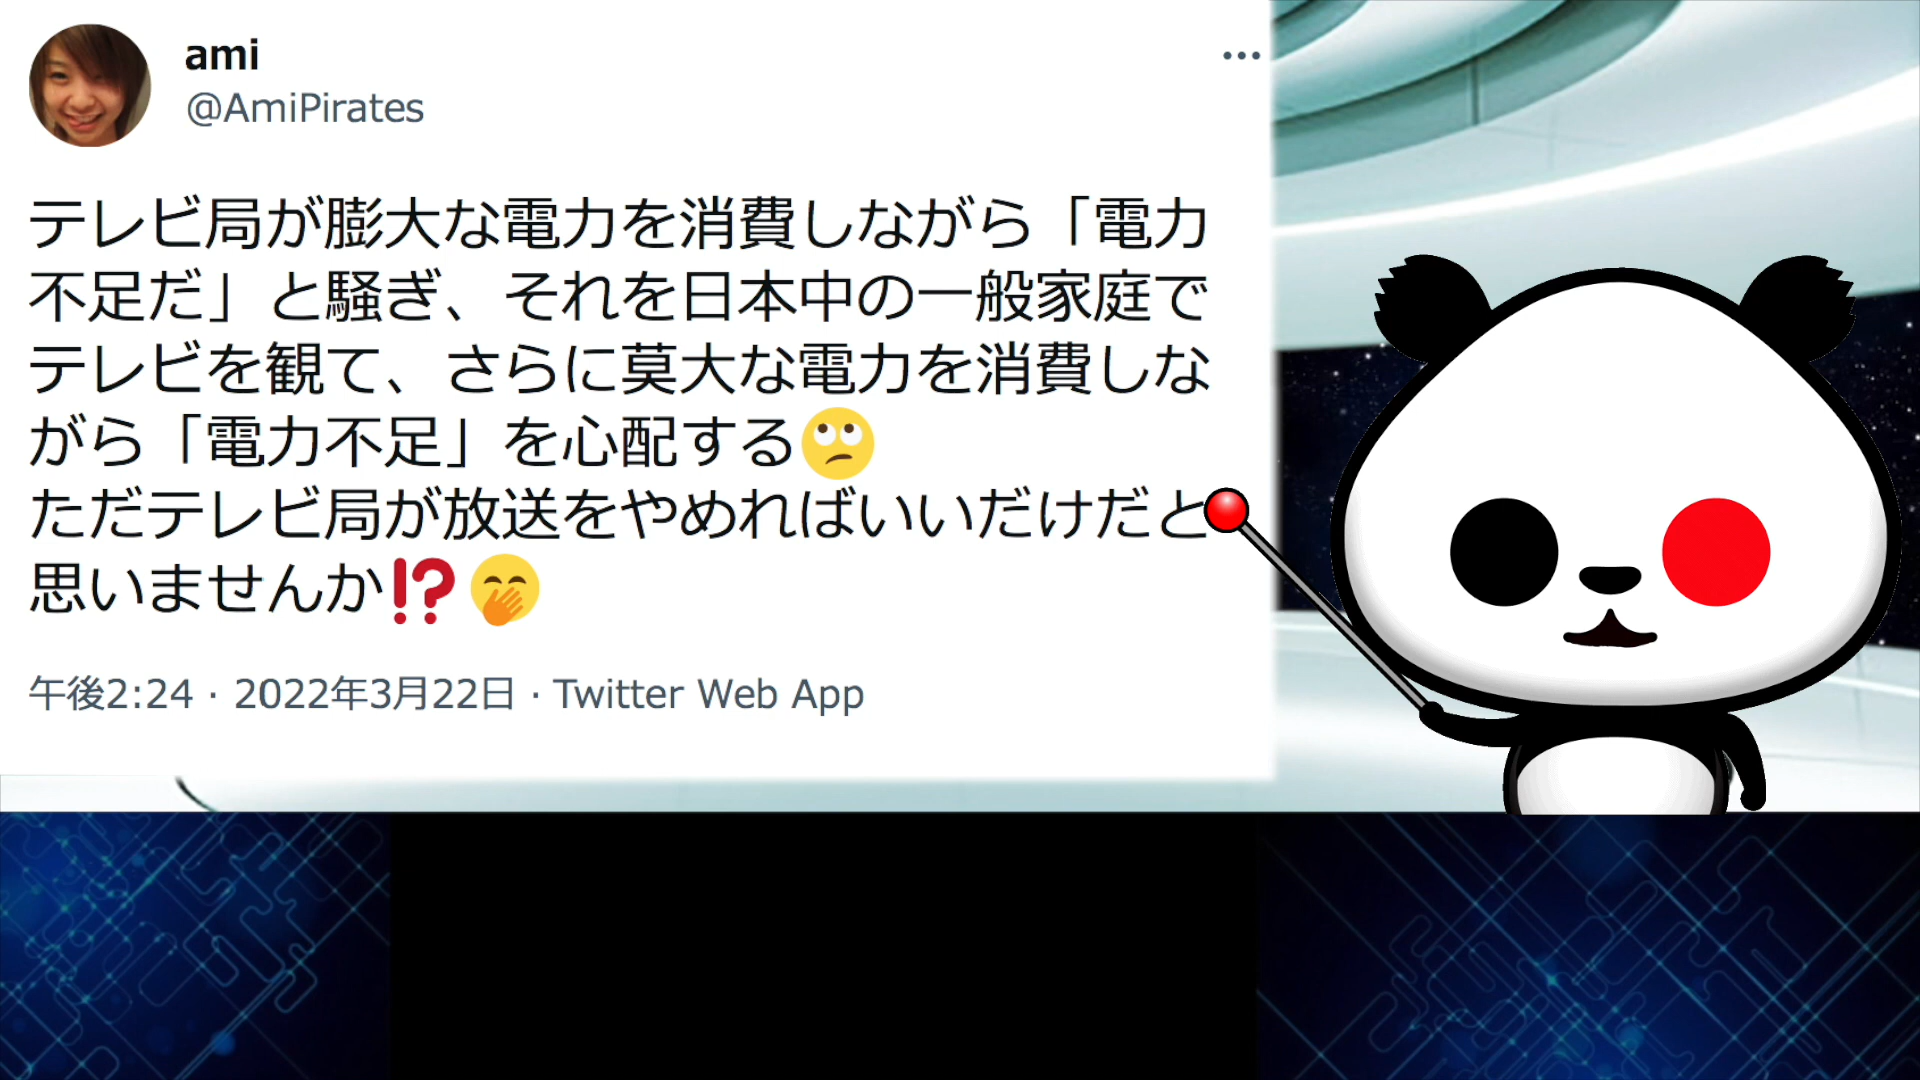 ami
@AmiPirates
テレビ局が膨大な電力を消費しながら「電力
不足だ」と騒ぎ、それを日本中の一般家庭で
テレビを観て、さらに莫大な電力を消費しな
がら「電力不足」を心配する🙄
ただテレビ局が放送をやめればいいだけだと
思いませんか⁉🤭
午後2:24 · 2022年3月22日 · Twitter Web App